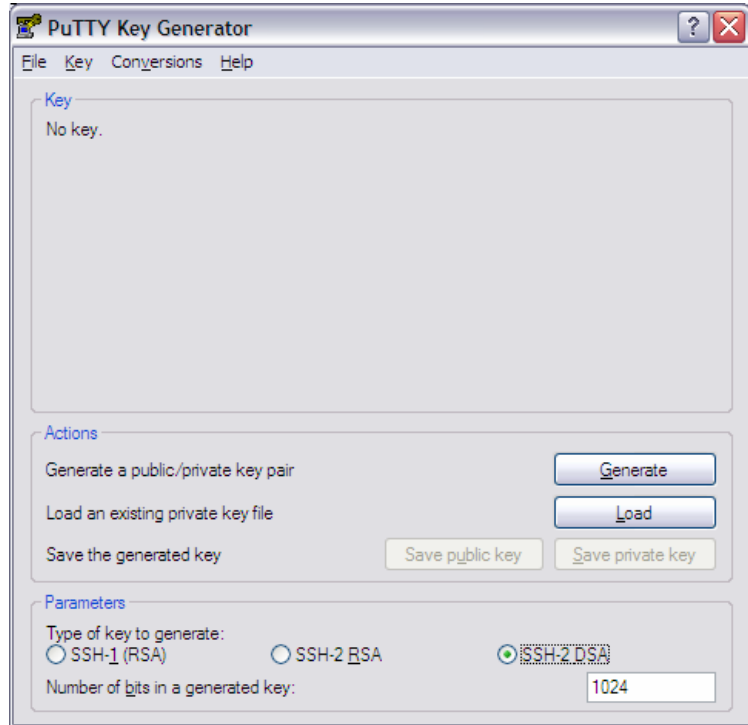 PuTTY Key Generator
File Key Conversions Help
Key
No key.
Actions
Generate a public/private key pair Generate
Load an existing private key file Load
Save the generated key Save public key Save private key
Parameters
Type of key to generate:
SSH-1 (RSA) SSH-2 RSA SSH-2 DSA
Number of bits in a generated key: 1024